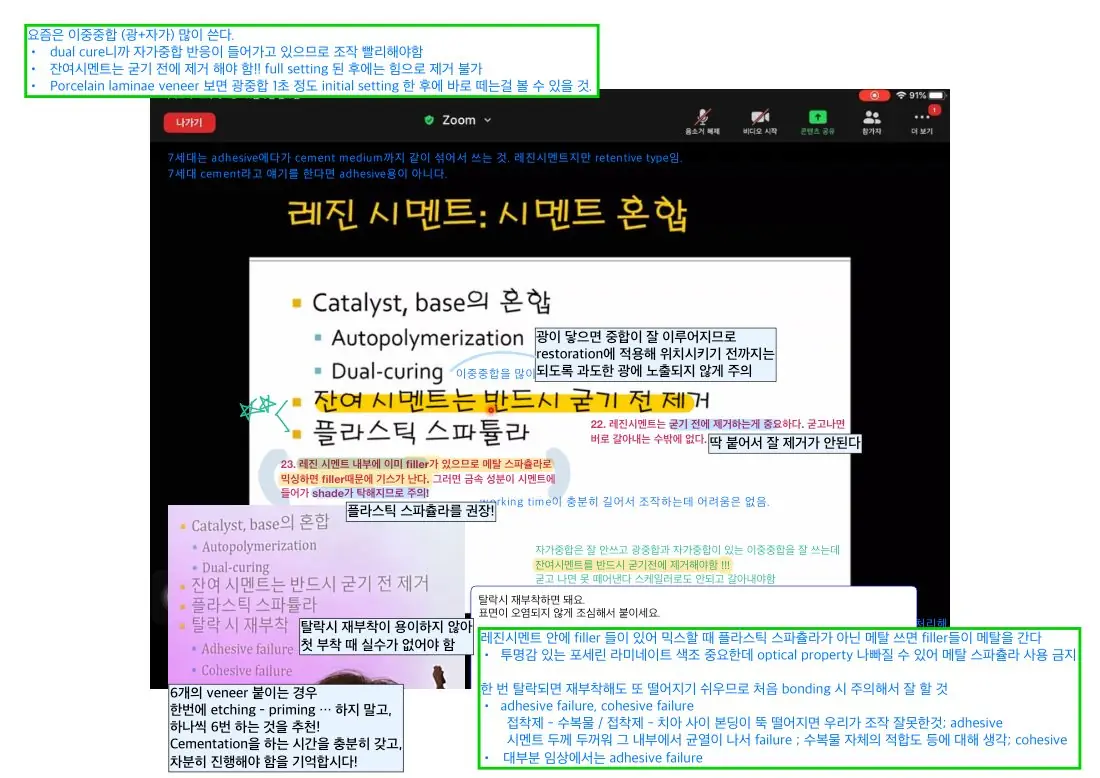 요즘은 이중중합 (광+자가) 많이 쓴다.
• dual cure니까 자가중합 반응이 들어가고 있으므로 조작 빨리해야함
• 잔여시멘트는 굳기 전에 제거 해야 함!! full setting 된 후에는 힘으로 제거 불가
• Porcelain laminae veneer 보면 광중합 1초 정도 initial setting 한 후에 바로 떼는걸 볼 수 있을 것.
91%
나가기
Zoom
음소거 해제
비디오 시작
콘텐츠 공유
참가자
1
더 보기
7세대는 adhesive에다가 cement medium까지 같이 섞어서 쓰는 것. 레진시멘트지만 retentive type임.
7세대 cement라고 얘기를 한다면 adhesive용이 아니다.
레진 시멘트: 시멘트 혼합
Catalyst, base의 혼합
Autopolymerization
Dual-curing
이중중합을 많이
광이 닿으면 중합이 잘 이루어지므로
restoration에 적용해 위치시키기 전까지는
되도록 과도한 광에 노출되지 않게 주의
잔여 시멘트는 반드시 굳기 전 제거
플라스틱 스파튤라
22. 레진시멘트는 굳기 전에 제거하는게 중요하다. 굳고나면
버로 갈아내는 수밖에 없다.
딱 붙어서 잘 제거가 안된다
23. 레진 시멘트 내부에 이미 filler가 있으므로 메탈 스파츌라로
믹싱하면 filler때문에 기스가 난다. 그러면 금속 성분이 시멘트에
들어가 shade가 탁해지므로 주의!
working time이 충분히 길어서 조작하는데 어려움은 없음.
플라스틱 스파츌라를 권장!
Catalyst, base의 혼합
Autopolymerization
Dual-curing
잔여 시멘트는 반드시 굳기 전 제거
플라스틱 스파튤라
탈락 시 재부착
Adhesive failure
Cohesive failure
탈락시 재부착이 용이하지 않아
첫 부착 때 실수가 없어야 함
자가중합은 잘 안쓰고 광중합과 자가중합이 있는 이중중합을 잘 쓰는데
잔여시멘트를 반드시 굳기전에 제거해야함 !!!
굳고 나면 못 떼어낸다 스케일러로도 안되고 갈아내야함
탈락시 재부착하면 돼요.
표면이 오염되지 않게 조심해서 붙이세요.
처리해
레진시멘트 안에 filler 들이 있어 믹스할 때 플라스틱 스파츌라가 아닌 메탈 쓰면 filler들이 메탈을 간다
• 투명감 있는 포세린 라미네이트 색조 중요한데 optical property 나빠질 수 있어 메탈 스파츌라 사용 금지
한 번 탈락되면 재부착해도 또 떨어지기 쉬우므로 처음 bonding 시 주의해서 잘 할 것
• adhesive failure, cohesive failure
접착제 – 수복물 / 접착제 – 치아 사이 본딩이 뚝 떨어지면 우리가 조작 잘못한것; adhesive
시멘트 두께 두꺼워 그 내부에서 균열이 나서 failure ; 수복물 자체의 적합도 등에 대해 생각; cohesive
• 대부분 임상에서는 adhesive failure
6개의 veneer 붙이는 경우
한번에 etching – priming … 하지 말고,
하나씩 6번 하는 것을 추천!
Cementation을 하는 시간을 충분히 갖고,
차분히 진행해야 함을 기억합시다!